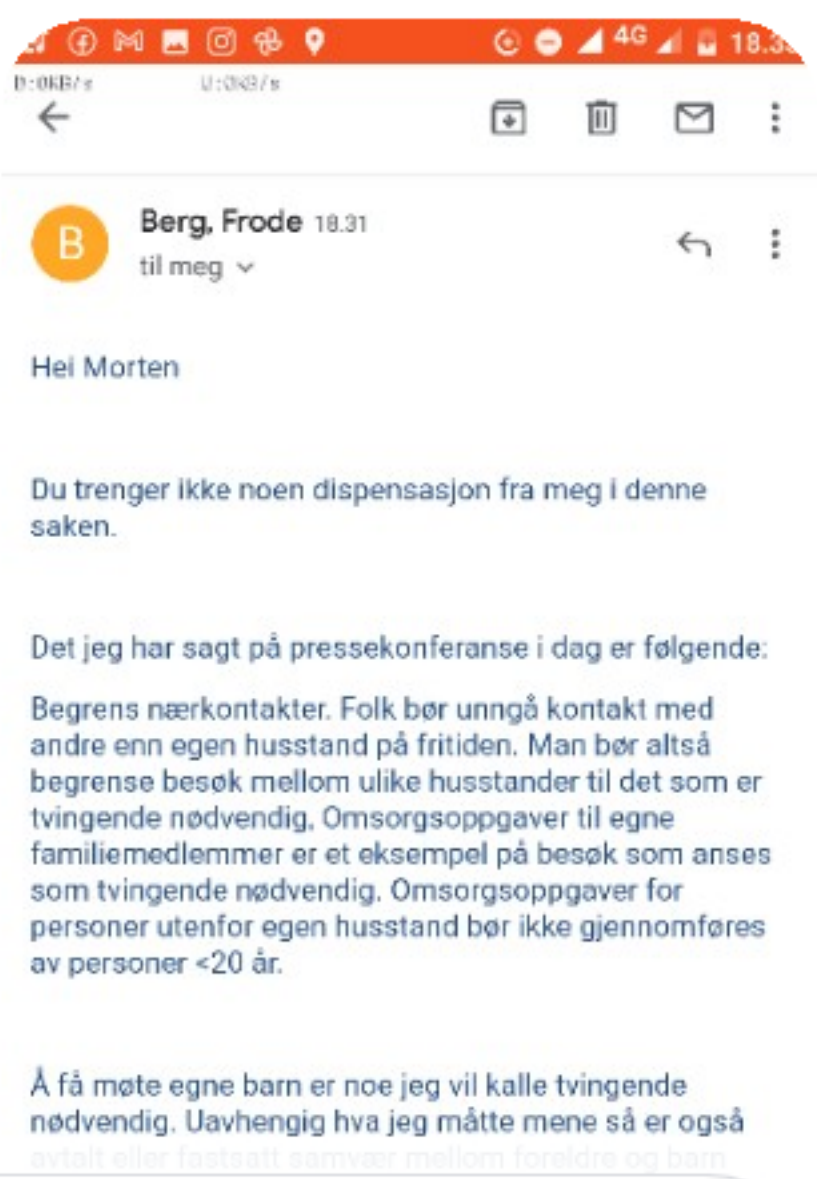 4G 18.3
D:0KB/s U:0KB/s
B
Berg, Frode 18.31
til meg
Hei Morten
Du trenger ikke noen dispensasjon fra meg i denne
saken.
Det jeg har sagt på pressekonferanse i dag er følgende:
Begrens nærkontakter. Folk bør unngå kontakt med
andre enn egen husstand på fritiden. Man bør altså
begrense besøk mellom ulike husstander til det som er
tvingende nødvendig. Omsorgsoppgaver til egne
familiemedlemmer er et eksempel på besøk som anses
som tvingende nødvendig. Omsorgsoppgaver for
personer utenfor egen husstand bør ikke gjennomføres
av personer <20 år.
Å få møte egne barn er noe jeg vil kalle tvingende
nødvendig. Uavhengig hva jeg måtte mene så er også
avtalt eller fastsatt samvær mellom foreldre og barn